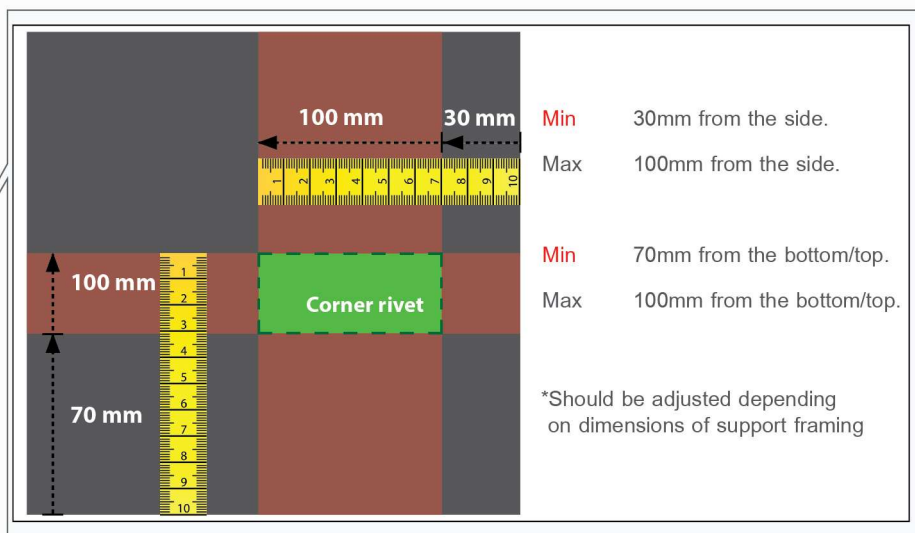 100 mm
30 mm
1 2 3 4 5 6 7 8 9 10
100 mm
1
2
3
4
5
6
7
8
9
10
70 mm
Corner rivet
Min 30mm from the side.
Max 100mm from the side.
Min 70mm from the bottom/top.
Max 100mm from the bottom/top.
*Should be adjusted depending
on dimensions of support framing